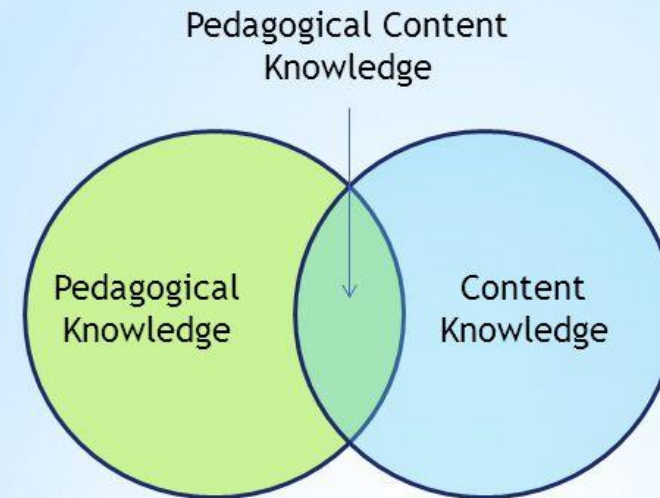 Pedagogical Content
Knowledge
Pedagogical
Knowledge
Content
Knowledge